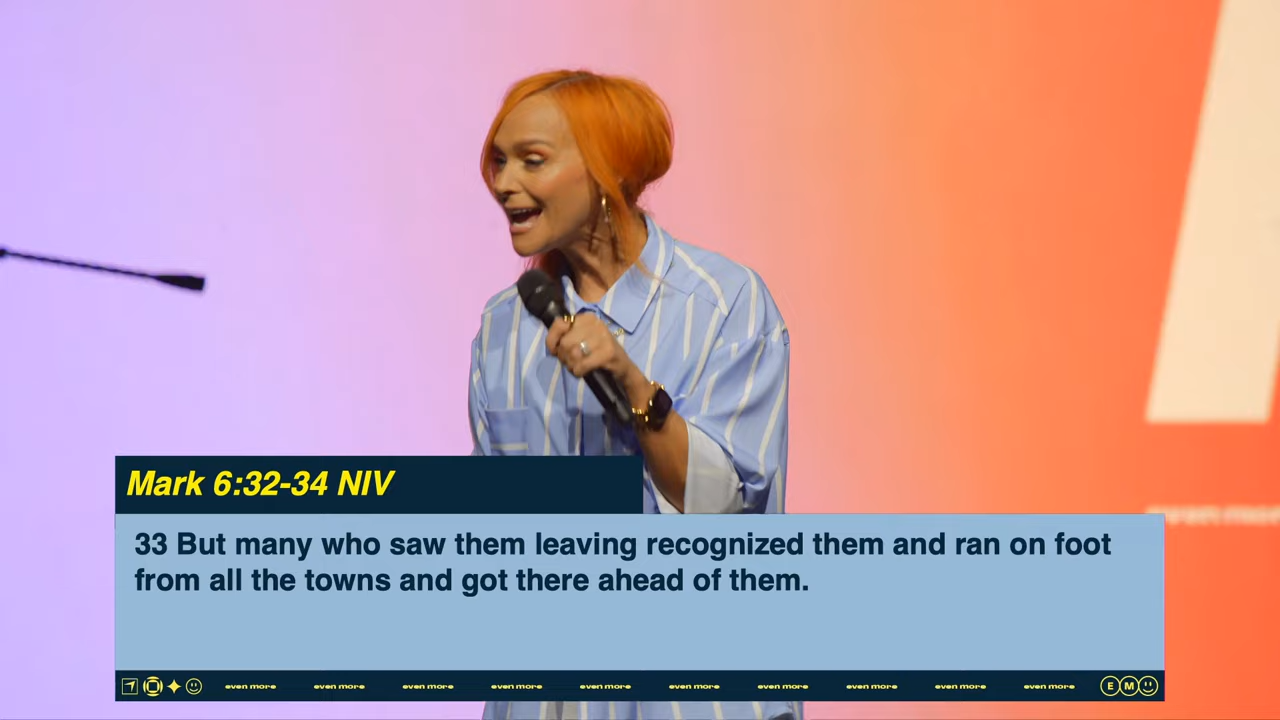 Mark 6:32-34 NIV
33 But many who saw them leaving recognized them and ran on foot
from all the towns and got there ahead of them.
even more even more even more even more even more even more even more even more even more even more E M